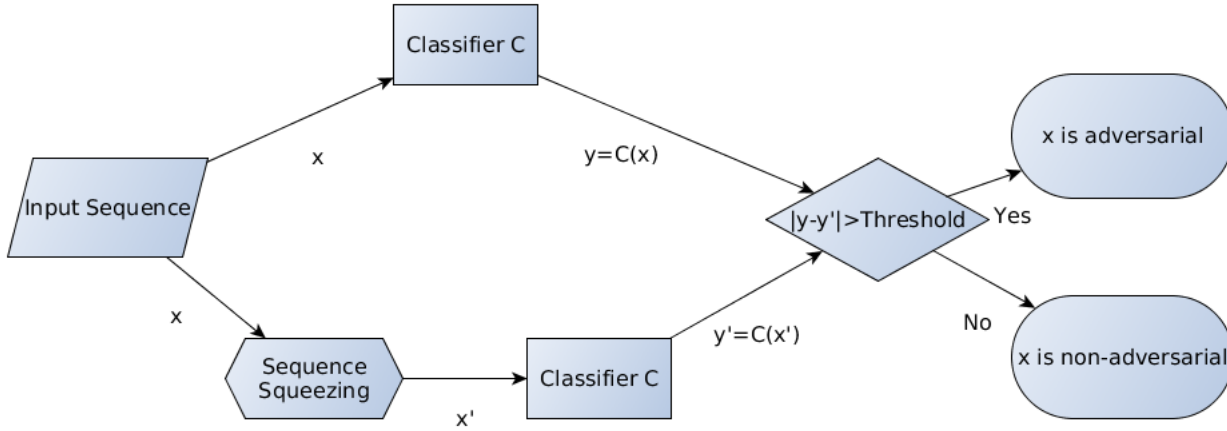 Classifier C
x
y=C(x)
Input Sequence
x
Sequence
Squeezing
x'
Classifier C
y'=C(x')
|y-y'|>Threshold
Yes
No
x is adversarial
x is non-adversarial